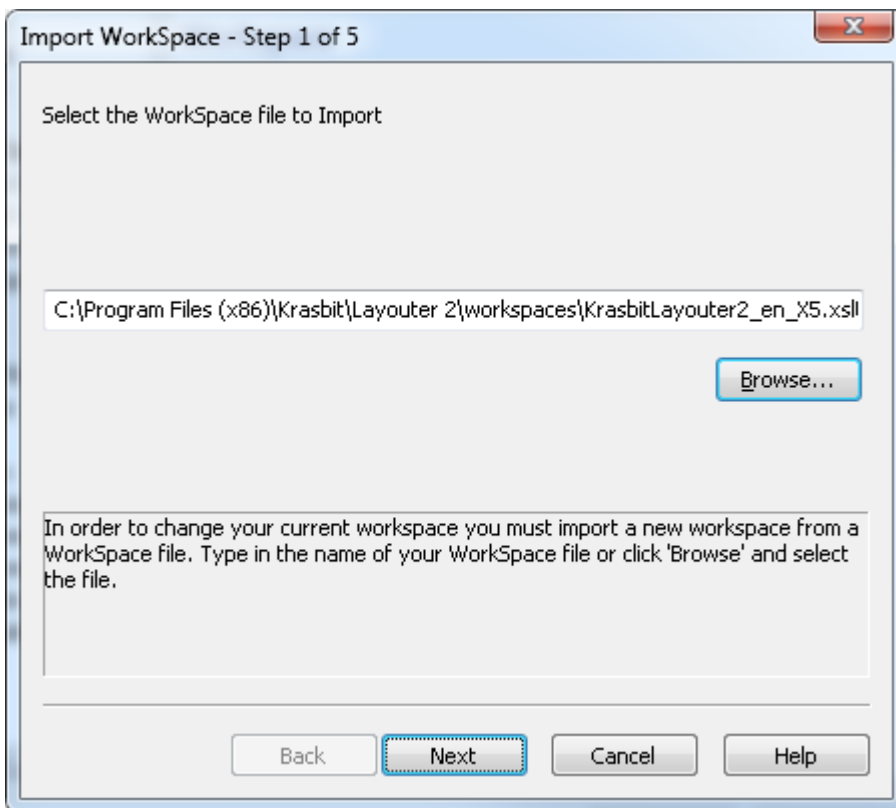 Import WorkSpace - Step 1 of 5
Select the WorkSpace file to Import
C:\Program Files (x86)\Krasbit\Layouter 2\workspaces\KrasbitLayouter2_en_X5.xsl
Browse...
In order to change your current workspace you must import a new workspace from a
WorkSpace file. Type in the name of your WorkSpace file or click 'Browse' and select
the file.
Back Next Cancel Help